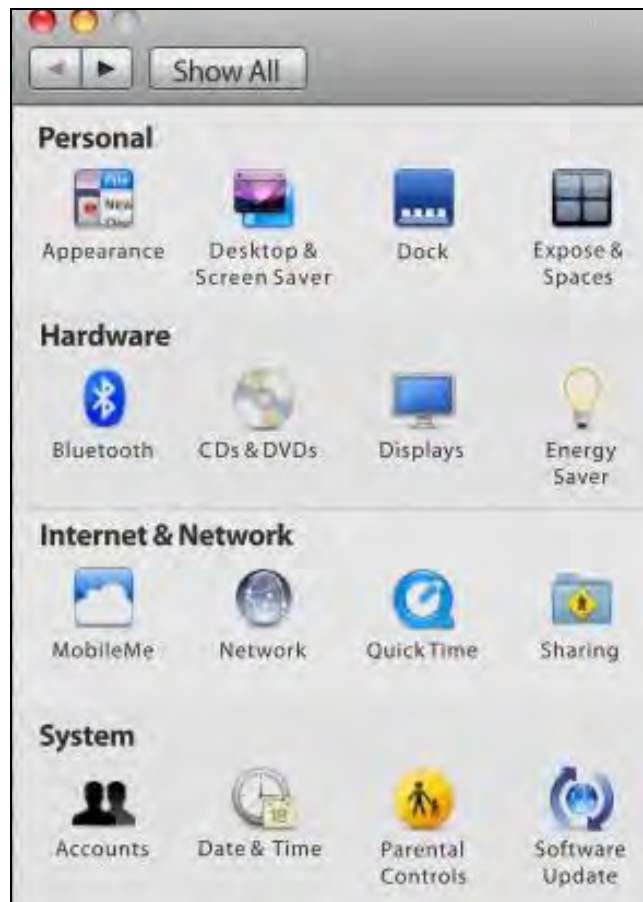 Show All
Personal
Appearance
Desktop &
Screen Saver
Dock
Expose &
Spaces
Hardware
Bluetooth
CDs & DVDs
Displays
Energy
Saver
Internet & Network
MobileMe
Network
QuickTime
Sharing
System
Accounts
Date & Time
Parental
Controls
Software
Update